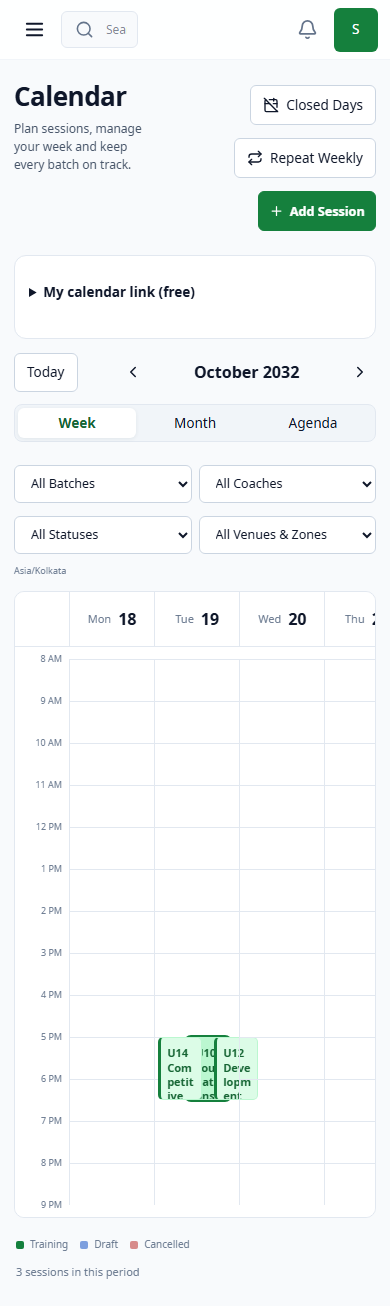 Sea
S
Calendar
Plan sessions, manage
your week and keep
every batch on track.
Closed Days
Repeat Weekly
Add Session
My calendar link (free)
Today
October 2032
Week
Month
Agenda
All Batches
All Coaches
All Statuses
All Venues & Zones
Asia/Kolkata
Mon 18
Tue 19
Wed 20
Thu
8 AM
9 AM
10 AM
11 AM
12 PM
1 PM
2 PM
3 PM
4 PM
5 PM
6 PM
7 PM
8 PM
9 PM
U14
Com
petit
ive
U12
Deve
lopm
ent
Training
Draft
Cancelled
3 sessions in this period